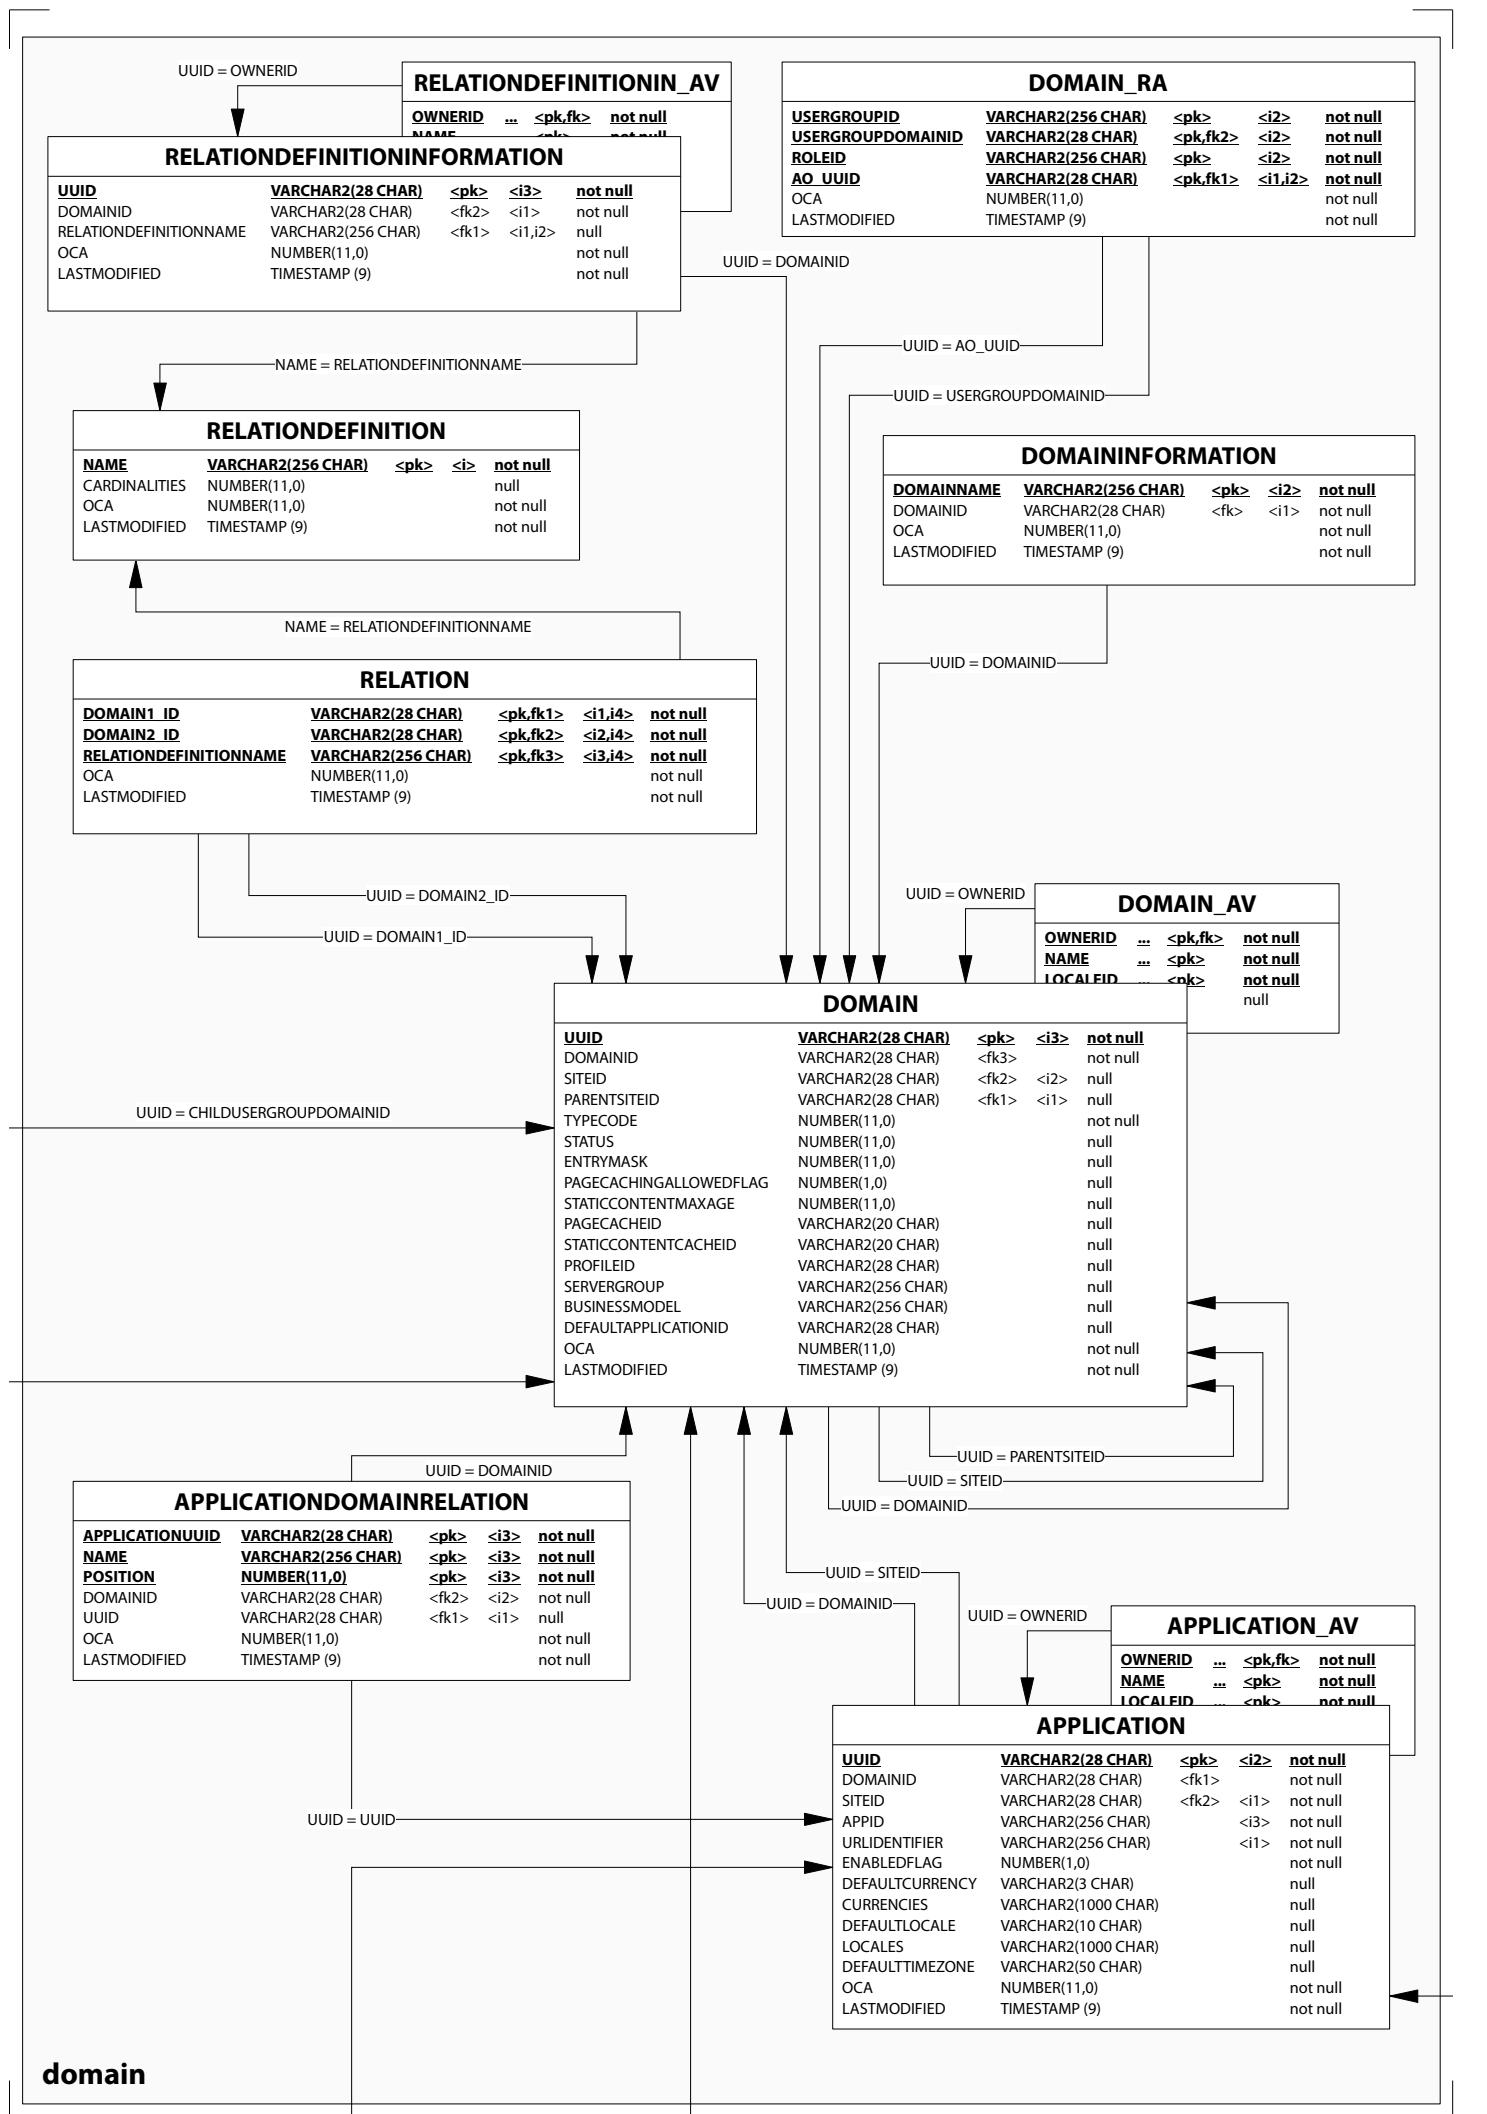 UUID = OWNERID
RELATIONDEFINITIONIN_AV
OWNERID ... <pk,fk> not null
NAME <pk> not null
RELATIONDEFINITIONINFORMATION
UUID VARCHAR2(28 CHAR) <pk> <i3> not null
DOMAINID VARCHAR2(28 CHAR) <fk2> <i1> not null
RELATIONDEFINITIONNAME VARCHAR2(256 CHAR) <fk1> <i1,i2> null
OCA NUMBER(11,0) not null
LASTMODIFIED TIMESTAMP (9) not null
DOMAIN_RA
USERGROUPID VARCHAR2(256 CHAR) <pk> <i2> not null
USERGROUPDOMAINID VARCHAR2(28 CHAR) <pk,fk2> <i2> not null
ROLEID VARCHAR2(256 CHAR) <pk> <i2> not null
AO_UUID VARCHAR2(28 CHAR) <pk,fk1> <i1,i2> not null
OCA NUMBER(11,0) not null
LASTMODIFIED TIMESTAMP (9) not null
UUID = DOMAINID
UUID = AO_UUID
NAME = RELATIONDEFINITIONNAME
UUID = USERGROUPDOMAINID
RELATIONDEFINITION
NAME VARCHAR2(256 CHAR) <pk> <i> not null
CARDINALITIES NUMBER(11,0) null
OCA NUMBER(11,0) not null
LASTMODIFIED TIMESTAMP (9) not null
DOMAININFORMATION
DOMAINNAME VARCHAR2(256 CHAR) <pk> <i2> not null
DOMAINID VARCHAR2(28 CHAR) <fk> <i1> not null
OCA NUMBER(11,0) not null
LASTMODIFIED TIMESTAMP (9) not null
NAME = RELATIONDEFINITIONNAME
UUID = DOMAINID
RELATION
DOMAIN1_ID VARCHAR2(28 CHAR) <pk,fk1> <i1,i4> not null
DOMAIN2_ID VARCHAR2(28 CHAR) <pk,fk2> <i2,i4> not null
RELATIONDEFINITIONNAME VARCHAR2(256 CHAR) <pk,fk3> <i3,i4> not null
OCA NUMBER(11,0) not null
LASTMODIFIED TIMESTAMP (9) not null
UUID = DOMAIN2_ID
UUID = DOMAIN1_ID
UUID = OWNERID
DOMAIN_AV
OWNERID ... <pk,fk> not null
NAME ... <pk> not null
LOCALEID ... <pk> not null
null
DOMAIN
UUID VARCHAR2(28 CHAR) <pk> <i3> not null
DOMAINID VARCHAR2(28 CHAR) <fk3> not null
SITEID VARCHAR2(28 CHAR) <fk2> <i2> null
PARENTSITEID VARCHAR2(28 CHAR) <fk1> <i1> null
TYPECODE NUMBER(11,0) not null
STATUS NUMBER(11,0) null
ENTRYMASK NUMBER(11,0) null
PAGECACHINGALLOWEDFLAG NUMBER(1,0) null
STATICCONTENTMAXAGE NUMBER(11,0) null
PAGECACHEID VARCHAR2(20 CHAR) null
STATICCONTENTCACHEID VARCHAR2(20 CHAR) null
PROFILEID VARCHAR2(28 CHAR) null
SERVERGROUP VARCHAR2(256 CHAR) null
BUSINESSMODEL VARCHAR2(256 CHAR) null
DEFAULTAPPLICATIONID VARCHAR2(28 CHAR) null
OCA NUMBER(11,0) not null
LASTMODIFIED TIMESTAMP (9) not null
UUID = CHILDUSERGROUPDOMAINID
UUID = PARENTSITEID
UUID = SITEID
UUID = DOMAINID
UUID = DOMAINID
APPLICATIONDOMAINRELATION
APPLICATIONUUID VARCHAR2(28 CHAR) <pk> <i3> not null
NAME VARCHAR2(256 CHAR) <pk> <i3> not null
POSITION NUMBER(11,0) <pk> <i3> not null
DOMAINID VARCHAR2(28 CHAR) <fk2> <i2> not null
UUID VARCHAR2(28 CHAR) <fk1> <i1> null
OCA NUMBER(11,0) not null
LASTMODIFIED TIMESTAMP (9) not null
UUID = SITEID
UUID = DOMAINID
UUID = OWNERID
APPLICATION_AV
OWNERID ... <pk,fk> not null
NAME ... <pk> not null
LOCALEID ... <pk> not null
APPLICATION
UUID VARCHAR2(28 CHAR) <pk> <i2> not null
DOMAINID VARCHAR2(28 CHAR) <fk1> not null
SITEID VARCHAR2(28 CHAR) <fk2> <i1> not null
APPID VARCHAR2(256 CHAR) <i3> not null
URLIDENTIFIER VARCHAR2(256 CHAR) <i1> not null
ENABLEDFLAG NUMBER(1,0) not null
DEFAULTCURRENCY VARCHAR2(3 CHAR) null
CURRENCIES VARCHAR2(1000 CHAR) null
DEFAULTLOCALE VARCHAR2(10 CHAR) null
LOCALES VARCHAR2(1000 CHAR) null
DEFAULTTIMEZONE VARCHAR2(50 CHAR) null
OCA NUMBER(11,0) not null
LASTMODIFIED TIMESTAMP (9) not null
UUID = UUID
domain